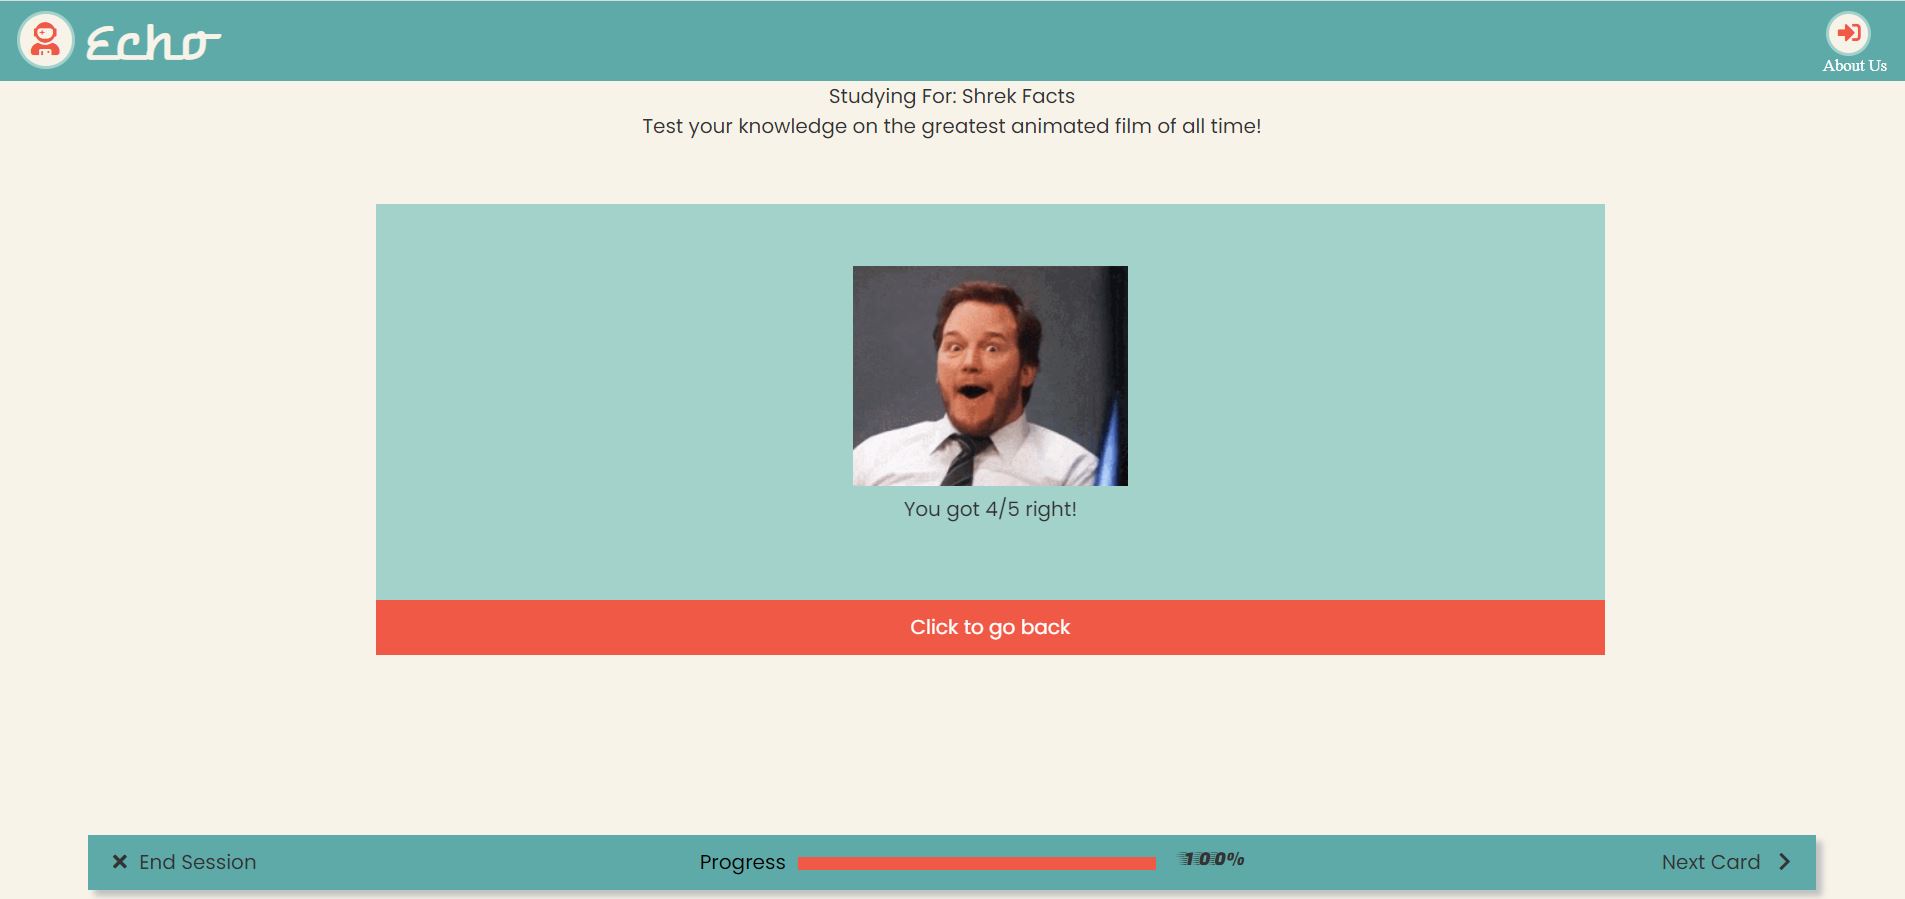 Echo
About Us
Studying For: Shrek Facts
Test your knowledge on the greatest animated film of all time!
You got 4/5 right!
Click to go back
End Session
Progress
100%
Next Card